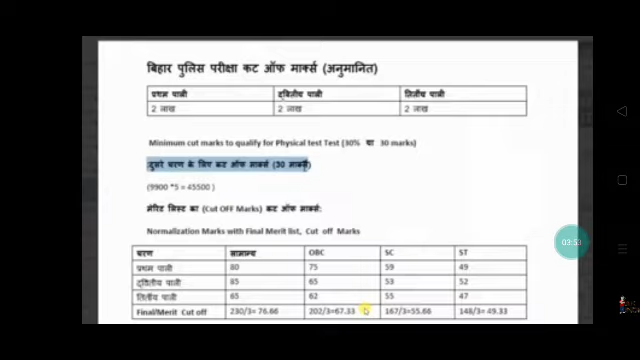 बिहार पुलिस परीक्षा कट ऑफ मार्क्स (अनुमानित)
प्रथम पाली द्वितीय पाली तितीय पाली
2 लाख 2 लाख 2 लाख
Minimum cut marks to qualify for Physical test Test (30% या 30 marks)
दुसरे चरण के लिए कट ऑफ मार्क्स (30 मार्क्स)
(9900 *5 = 45500 )
मेरिट लिस्ट का (Cut OFF Marks) कट ऑफ मार्क्स:
Normalization Marks with Final Merit list, Cut off Marks
चरण सामान्य OBC SC ST
प्रथम पाली 80 75 59 49
द्वितीय पाली 85 65 53 52
तितीय पाली 65 62 55 47
Final/Merit Cut off 230/3= 76.66 202/3=67.33 167/3=55.66 148/3= 49.33
03:53